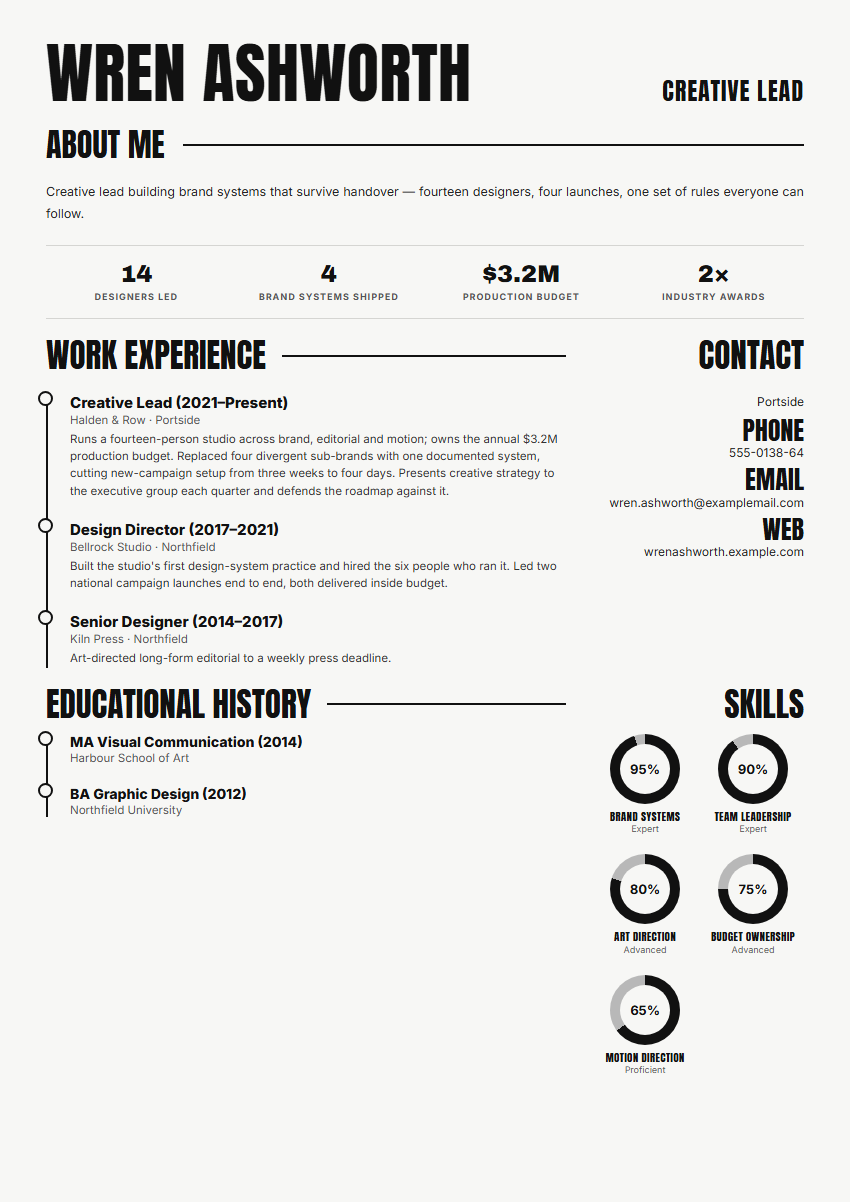 WREN ASHWORTH
CREATIVE LEAD
ABOUT ME
Creative lead building brand systems that survive handover — fourteen designers, four launches, one set of rules everyone can
follow.
14
DESIGNERS LED
4
BRAND SYSTEMS SHIPPED
$3.2M
PRODUCTION BUDGET
2×
INDUSTRY AWARDS
WORK EXPERIENCE
Creative Lead (2021–Present)
Halden & Row · Portside
Runs a fourteen-person studio across brand, editorial and motion; owns the annual $3.2M
production budget. Replaced four divergent sub-brands with one documented system,
cutting new-campaign setup from three weeks to four days. Presents creative strategy to
the executive group each quarter and defends the roadmap against it.
Design Director (2017–2021)
Bellrock Studio · Northfield
Built the studio's first design-system practice and hired the six people who ran it. Led two
national campaign launches end to end, both delivered inside budget.
Senior Designer (2014–2017)
Kiln Press · Northfield
Art-directed long-form editorial to a weekly press deadline.
CONTACT
Portside
PHONE
555-0138-64
EMAIL
wren.ashworth@examplemail.com
WEB
wrenashworth.example.com
EDUCATIONAL HISTORY
MA Visual Communication (2014)
Harbour School of Art
BA Graphic Design (2012)
Northfield University
SKILLS
95%
BRAND SYSTEMS
Expert
90%
TEAM LEADERSHIP
Expert
80%
ART DIRECTION
Advanced
75%
BUDGET OWNERSHIP
Advanced
65%
MOTION DIRECTION
Proficient